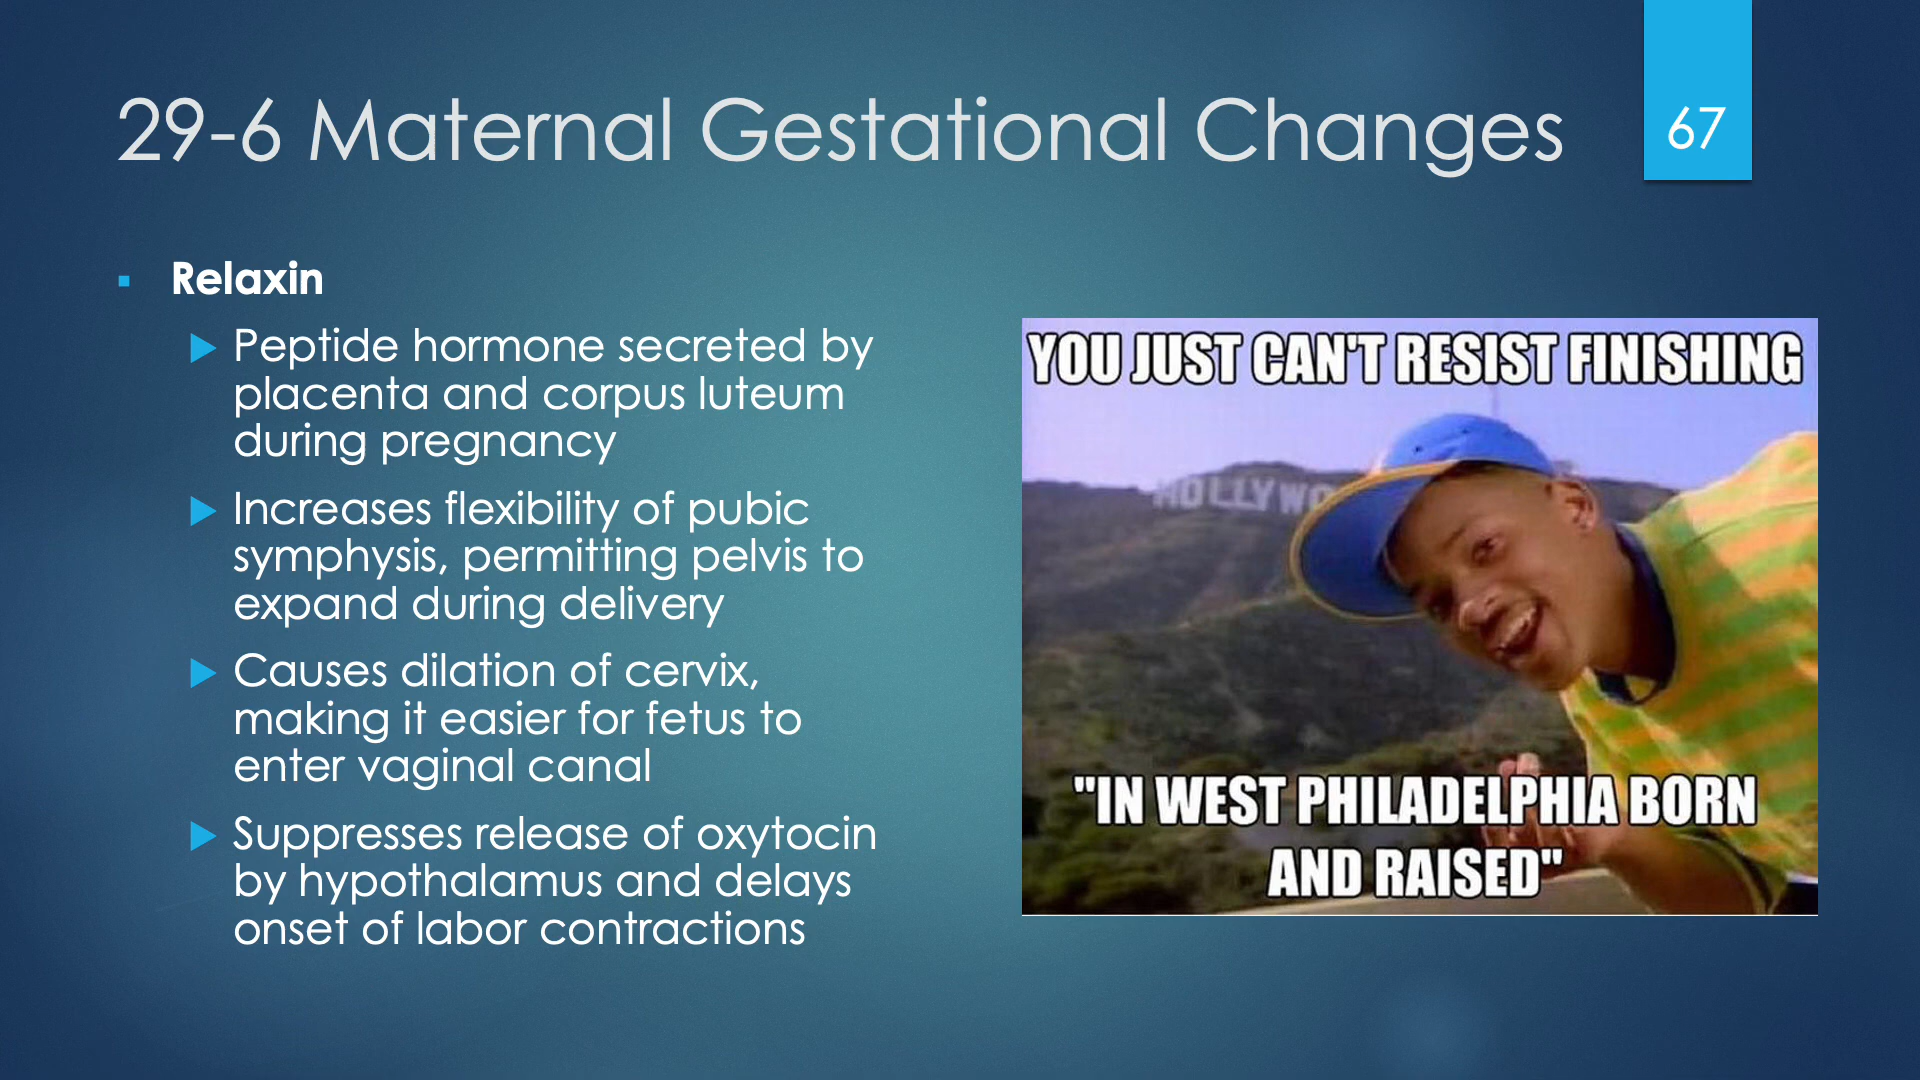 29-6 Maternal Gestational Changes
67
Relaxin
Peptide hormone secreted by
placenta and corpus luteum
during pregnancy
Increases flexibility of pubic
symphysis, permitting pelvis to
expand during delivery
Causes dilation of cervix,
making it easier for fetus to
enter vaginal canal
Suppresses release of oxytocin
by hypothalamus and delays
onset of labor contractions
YOU JUST CAN'T RESIST FINISHING
HOLLYWO
"IN WEST PHILADELPHIA BORN
AND RAISED"